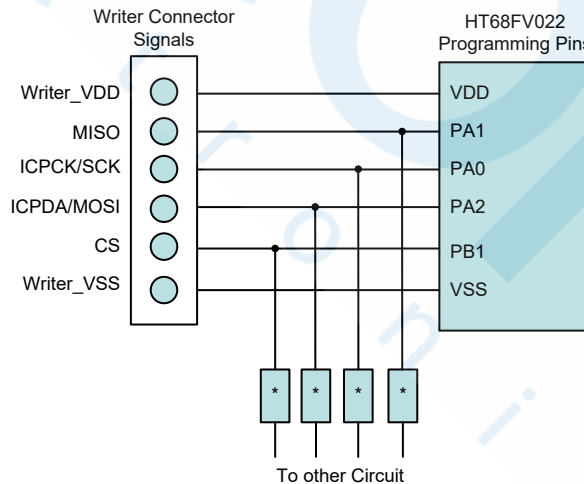 Writer Connector
Signals
HT68FV022
Programming Pins
Writer_VDD
VDD
MISO
PA1
ICPCK/SCK
PA0
ICPDA/MOSI
PA2
CS
PB1
Writer_VSS
VSS
* * * *
To other Circuit